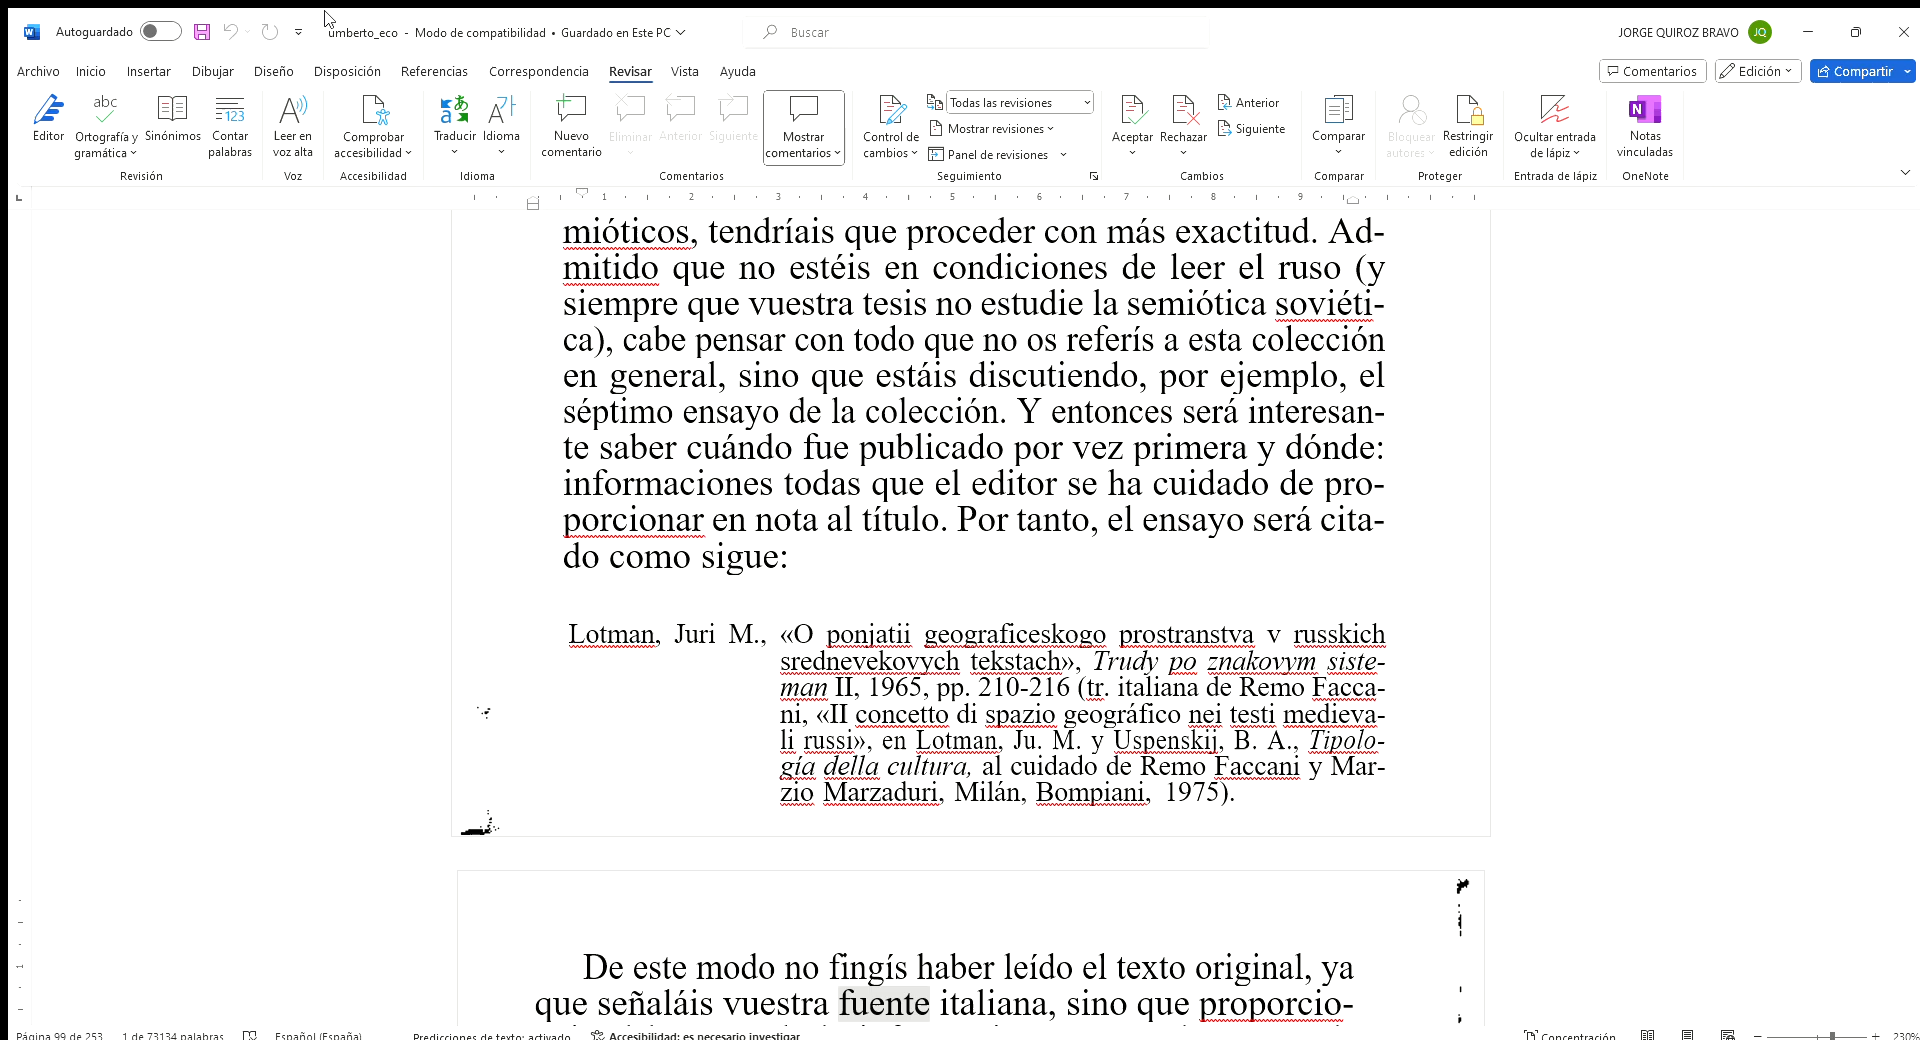 Autoguardado
umberto_eco - Modo de compatibilidad • Guardado en Este PC
Buscar
JORGE QUIROZ BRAVO
JQ
Archivo Inicio Insertar Dibujar Diseño Disposición Referencias Correspondencia Revisar Vista Ayuda
Comentarios Edición Compartir
Editor
Ortografía y gramática
Sinónimos
Contar palabras
Leer en voz alta
Comprobar accesibilidad
Traducir
Idioma
Nuevo comentario
Eliminar
Anterior
Siguiente
Mostrar comentarios
Control de cambios
Todas las revisiones
Mostrar revisiones
Panel de revisiones
Aceptar
Rechazar
Anterior
Siguiente
Comparar
Bloquear autores
Restringir edición
Ocultar entrada de lápiz
Notas vinculadas
Revisión Voz Accesibilidad Idioma Comentarios Seguimiento Cambios Comparar Proteger Entrada de lápiz OneNote
1 2 3 4 5 6 7 8 9
mióticos, tendríais que proceder con más exactitud. Ad-
mitido que no estéis en condiciones de leer el ruso (y
siempre que vuestra tesis no estudie la semiótica soviéti-
ca), cabe pensar con todo que no os referís a esta colección
en general, sino que estáis discutiendo, por ejemplo, el
séptimo ensayo de la colección. Y entonces será interesan-
te saber cuándo fue publicado por vez primera y dónde:
informaciones todas que el editor se ha cuidado de pro-
porcionar en nota al título. Por tanto, el ensayo será cita-
do como sigue:
Lotman, Juri M., «O ponjatii geograficeskogo prostranstva v russkich
srednevekovych tekstach», Trudy po znakovym siste-
man II, 1965, pp. 210-216 (tr. italiana de Remo Facca-
ni, «II concetto di spazio geográfico nei testi medieva-
li russi», en Lotman, Ju. M. y Uspenskij, B. A., Tipolo-
gía della cultura, al cuidado de Remo Faccani y Mar-
zio Marzaduri, Milán, Bompiani, 1975).
De este modo no fingís haber leído el texto original, ya
que señaláis vuestra fuente italiana, sino que proporcio-
Página 99 de 253 1 de 73134 palabras Español (España) Predicciones de texto: activado Accesibilidad: es necesario investigar
Concentración
230%